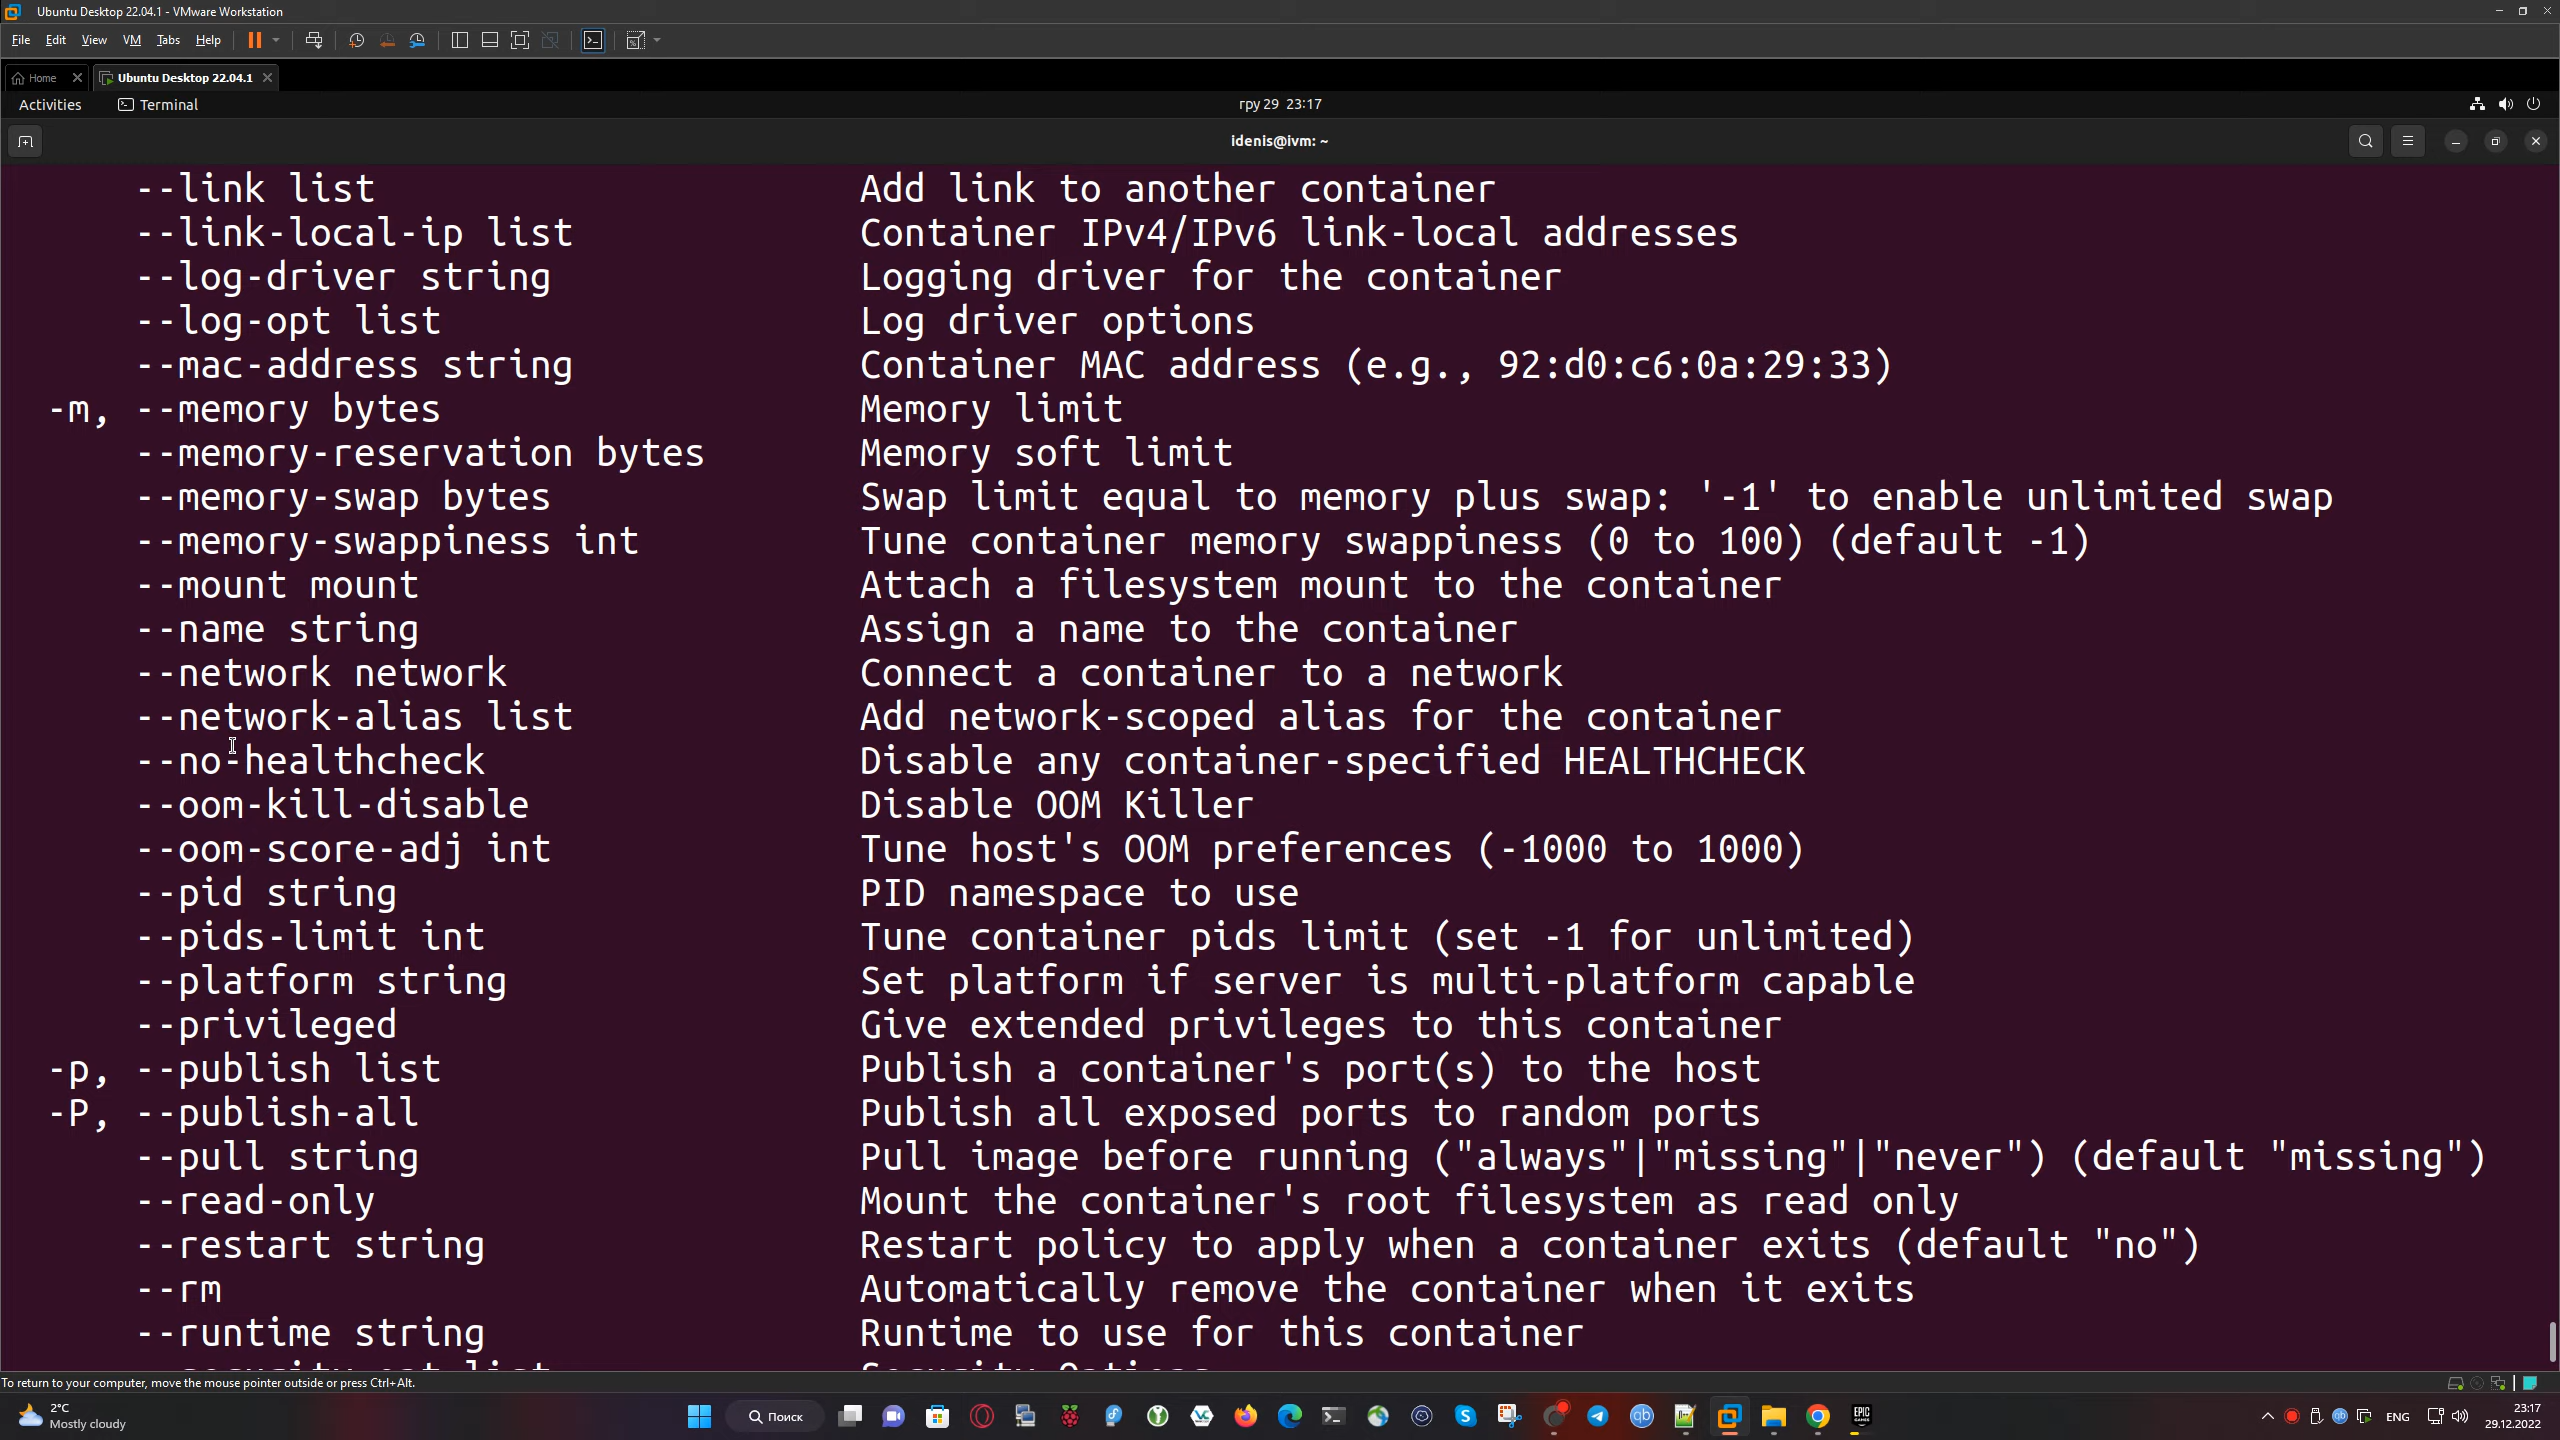 Ubuntu Desktop 22.04.1 - VMware Workstation
File Edit View VM Tabs Help
Home Ubuntu Desktop 22.04.1
Activities Terminal гру 29 23:17
idenis@ivm: ~
--link list Add link to another container
--link-local-ip list Container IPv4/IPv6 link-local addresses
--log-driver string Logging driver for the container
--log-opt list Log driver options
--mac-address string Container MAC address (e.g., 92:d0:c6:0a:29:33)
-m, --memory bytes Memory limit
--memory-reservation bytes Memory soft limit
--memory-swap bytes Swap limit equal to memory plus swap: '-1' to enable unlimited swap
--memory-swappiness int Tune container memory swappiness (0 to 100) (default -1)
--mount mount Attach a filesystem mount to the container
--name string Assign a name to the container
--network network Connect a container to a network
--network-alias list Add network-scoped alias for the container
--no-healthcheck Disable any container-specified HEALTHCHECK
--oom-kill-disable Disable OOM Killer
--oom-score-adj int Tune host's OOM preferences (-1000 to 1000)
--pid string PID namespace to use
--pids-limit int Tune container pids limit (set -1 for unlimited)
--platform string Set platform if server is multi-platform capable
--privileged Give extended privileges to this container
-p, --publish list Publish a container's port(s) to the host
-P, --publish-all Publish all exposed ports to random ports
--pull string Pull image before running ("always"|"missing"|"never") (default "missing")
--read-only Mount the container's root filesystem as read only
--restart string Restart policy to apply when a container exits (default "no")
--rm Automatically remove the container when it exits
--runtime string Runtime to use for this container
To return to your computer, move the mouse pointer outside or press Ctrl+Alt.
2°C
Mostly cloudy
Поиск
EPIC GAMES
ENG
23:17
29.12.2022